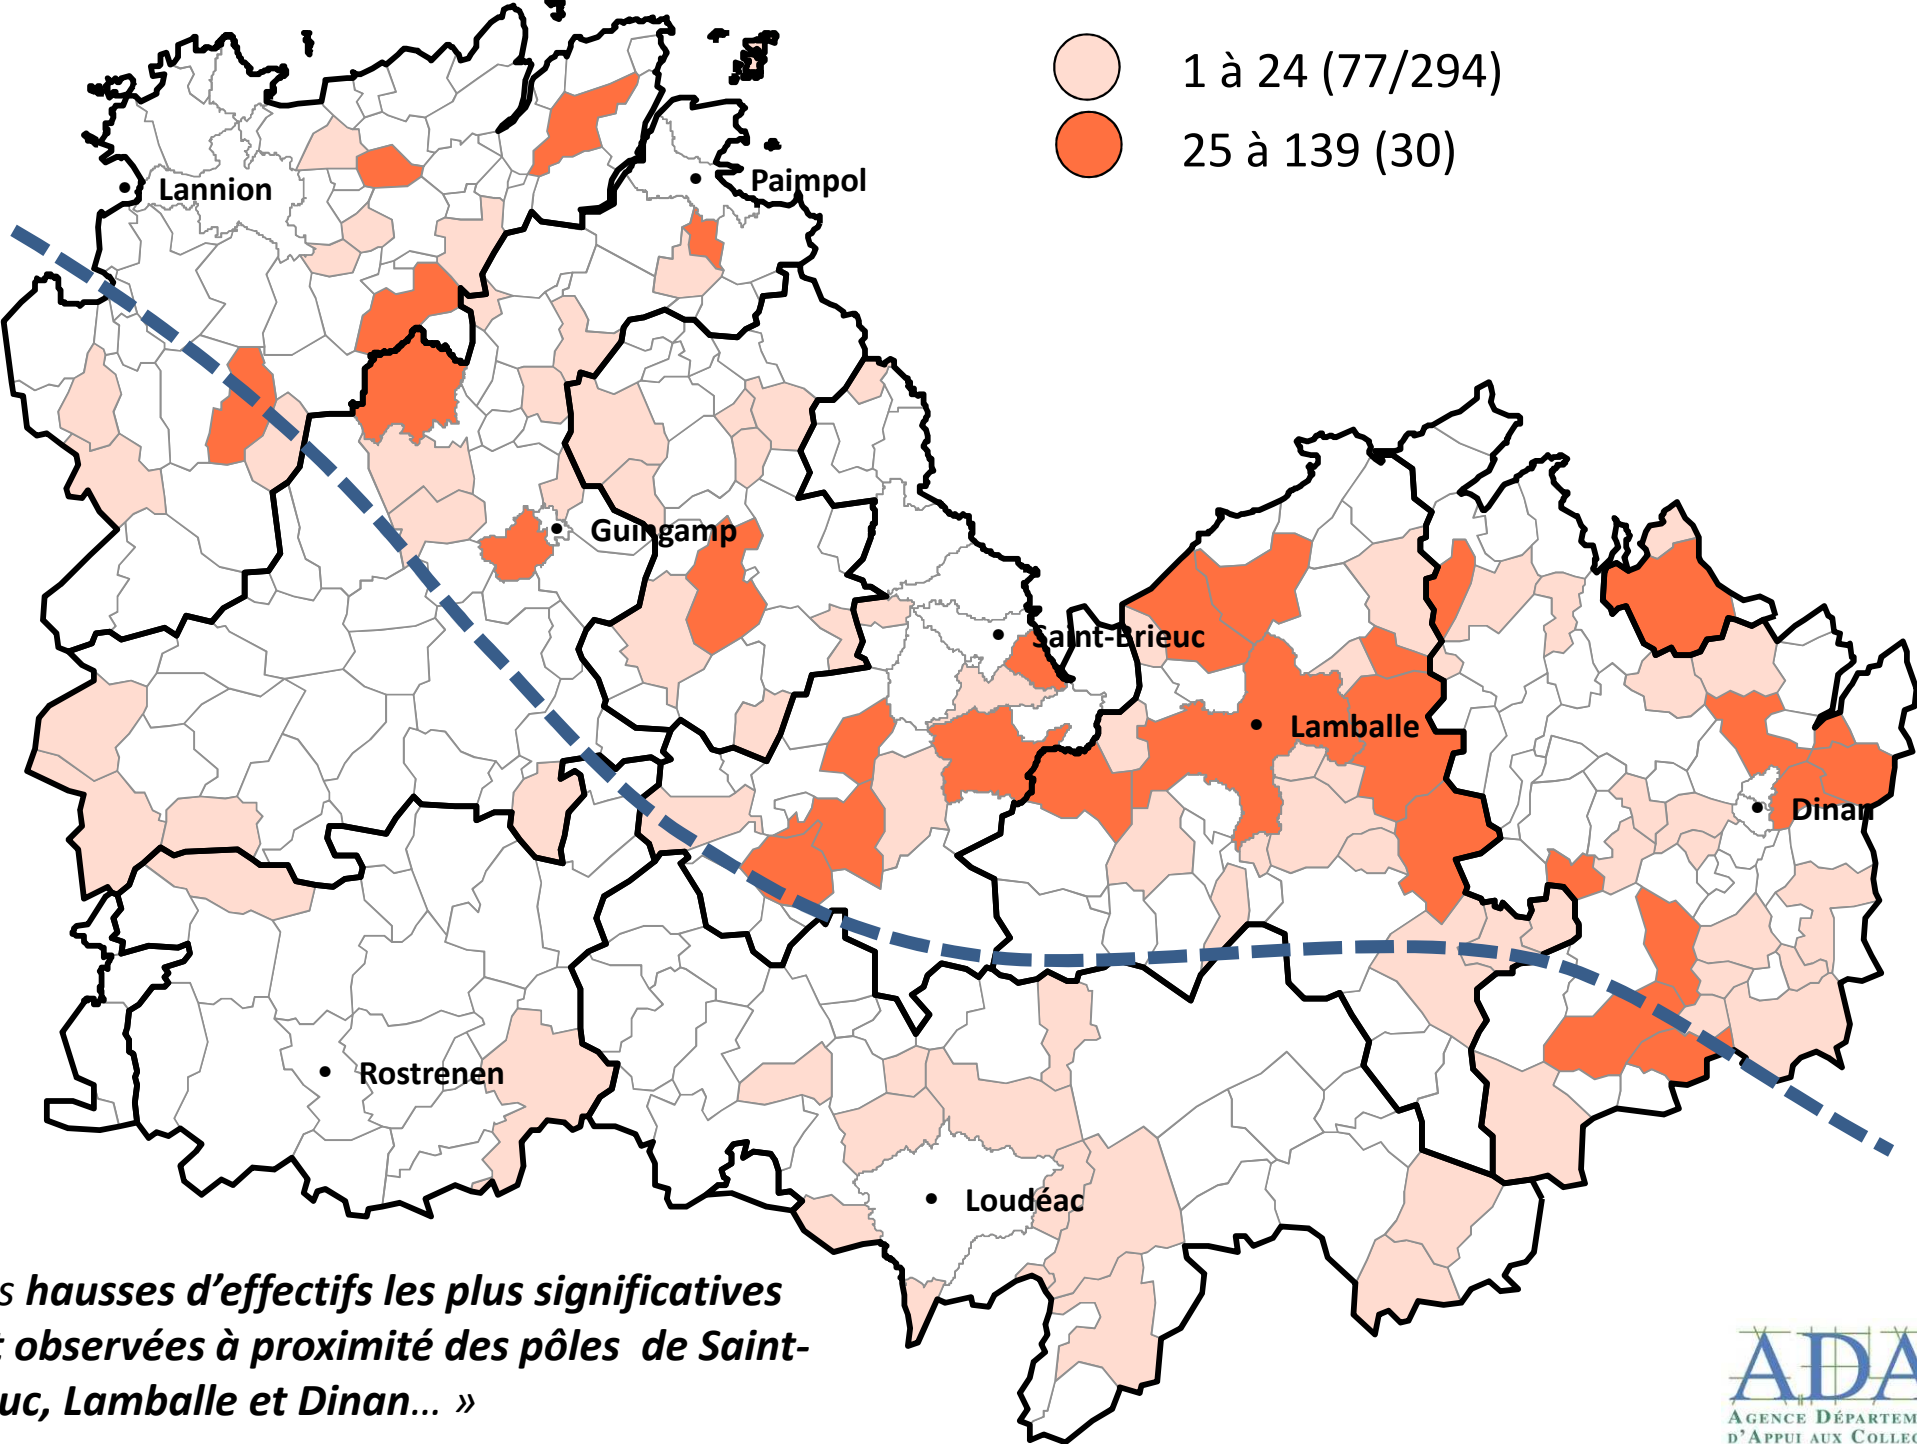 1 à 24 (77/294)
25 à 139 (30)
Lannion
Paimpol
Guingamp
Saint-Brieuc
Lamballe
Dinan
Rostrenen
Loudéac
s hausses d’effectifs les plus significatives
t observées à proximité des pôles de Saint-
uc, Lamballe et Dinan... »
ADA
AGENCE DÉPARTEM
D'APPUI AUX COLLEC